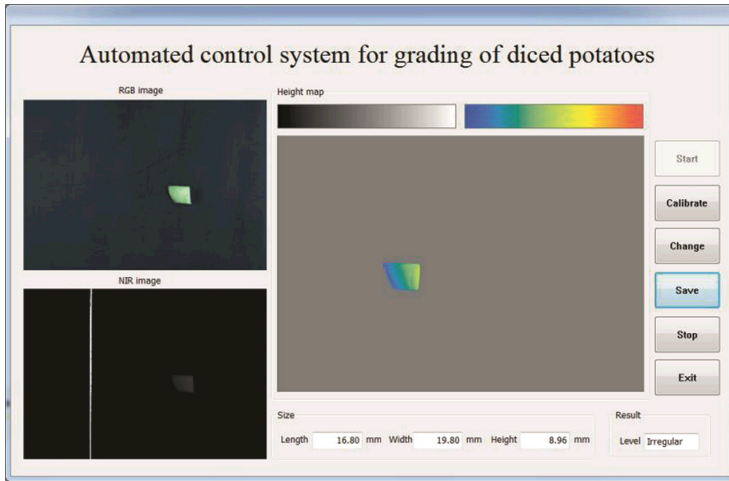 Automated control system for grading of diced potatoes
RGB image
Height map
NIR image
Start
Calibrate
Change
Save
Stop
Exit
Size
Length 16.80 mm Width 19.80 mm Height 8.96 mm
Result
Level Irregular